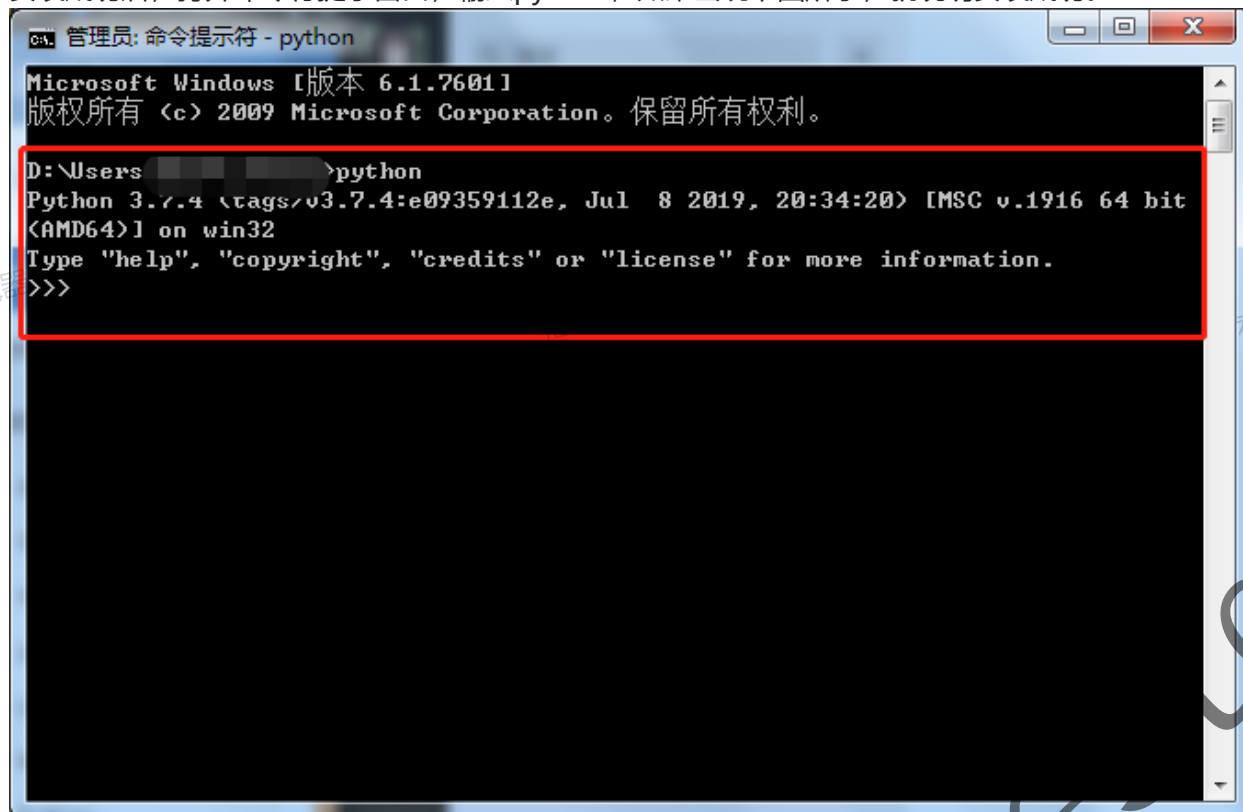 管理员: 命令提示符 - python
Microsoft Windows [版本 6.1.7601]
版权所有 (c) 2009 Microsoft Corporation。保留所有权利。
D:\Users >python
Python 3.7.4 (tags/v3.7.4:e09359112e, Jul  8 2019, 20:34:20) [MSC v.1916 64 bit
(AMD64)] on win32
Type "help", "copyright", "credits" or "license" for more information.
>>>